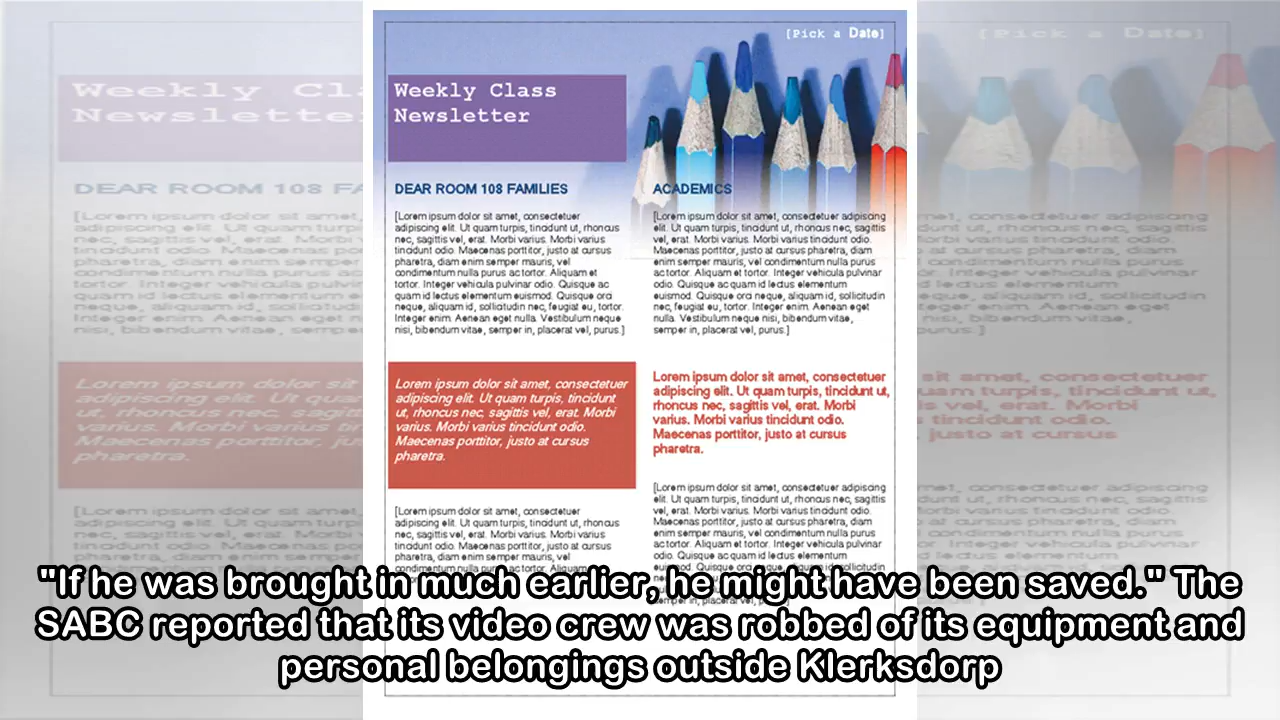 [Pick a Date]
Weekly Class
Newsletter
DEAR ROOM 108 FAMILIES
[Lorem ipsum dolor sit amet, consectetuer
adipiscing elit. Ut quam turpis, tincidunt ut, rhoncus
nec, sagittis vel, erat. Morbi varius. Morbi varius
tincidunt odio. Maecenas porttitor, justo at cursus
pharetra, diam enim semper mauris, vel
condimentum nulla purus ac tortor. Aliquam et
tortor. Integer vehicula pulvinar odio. Quisque ac
quam id lectus elementum euismod. Quisque orci
neque, aliquam id, sollicitudin nec, feugiat eu, tortor.
Integer enim. Aenean eget nulla. Vestibulum neque
nisi, bibendum vitae, semper in, placerat vel, purus.]
Lorem ipsum dolor sit amet, consectetuer
adipiscing elit. Ut quam turpis, tincidunt
ut, rhoncus nec, sagittis vel, erat. Morbi
varius. Morbi varius tincidunt odio.
Maecenas porttitor, justo at cursus
pharetra.
[Lorem ipsum dolor sit amet, consectetuer
adipiscing elit. Ut quam turpis, tincidunt ut, rhoncus
nec, sagittis vel, erat. Morbi varius. Morbi varius
tincidunt odio. Maecenas porttitor, justo at cursus
pharetra, diam enim semper mauris, vel
ACADEMICS
[Lorem ipsum dolor sit amet, consectetuer adipiscing
elit. Ut quam turpis, tincidunt ut, rhoncus nec, sagittis
vel, erat. Morbi varius. Morbi varius tincidunt odio.
Maecenas porttitor, justo at cursus pharetra, diam
enim semper mauris, vel condimentum nulla purus
ac tortor. Aliquam et tortor. Integer vehicula pulvinar
odio. Quisque ac quam id lectus elementum
euismod. Quisque orci neque, aliquam id, sollicitudin
nec, feugiat eu, tortor. Integer enim. Aenean eget
nulla. Vestibulum neque nisi, bibendum vitae,
semper in, placerat vel, purus.]
Lorem ipsum dolor sit amet, consectetuer
adipiscing elit. Ut quam turpis, tincidunt ut,
rhoncus nec, sagittis vel, erat. Morbi
varius. Morbi varius tincidunt odio.
Maecenas porttitor, justo at cursus
pharetra.
[Lorem ipsum dolor sit amet, consectetuer adipiscing
elit. Ut quam turpis, tincidunt ut, rhoncus nec, sagittis
vel, erat. Morbi varius. Morbi varius tincidunt odio.
Maecenas porttitor, justo at cursus pharetra, diam
enim semper mauris, vel condimentum nulla purus
ac tortor. Aliquam et tortor. Integer vehicula pulvinar
odio. Quisque ac quam id lectus elementum
"If he was brought in much earlier, he might have been saved." The
SABC reported that its video crew was robbed of its equipment and
personal belongings outside Klerksdorp